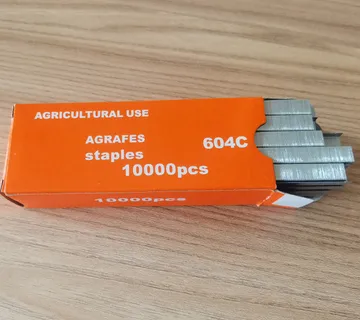 AGRICULTURAL USE
AGRAFES
604C
staples
10000pcs
10000pcs